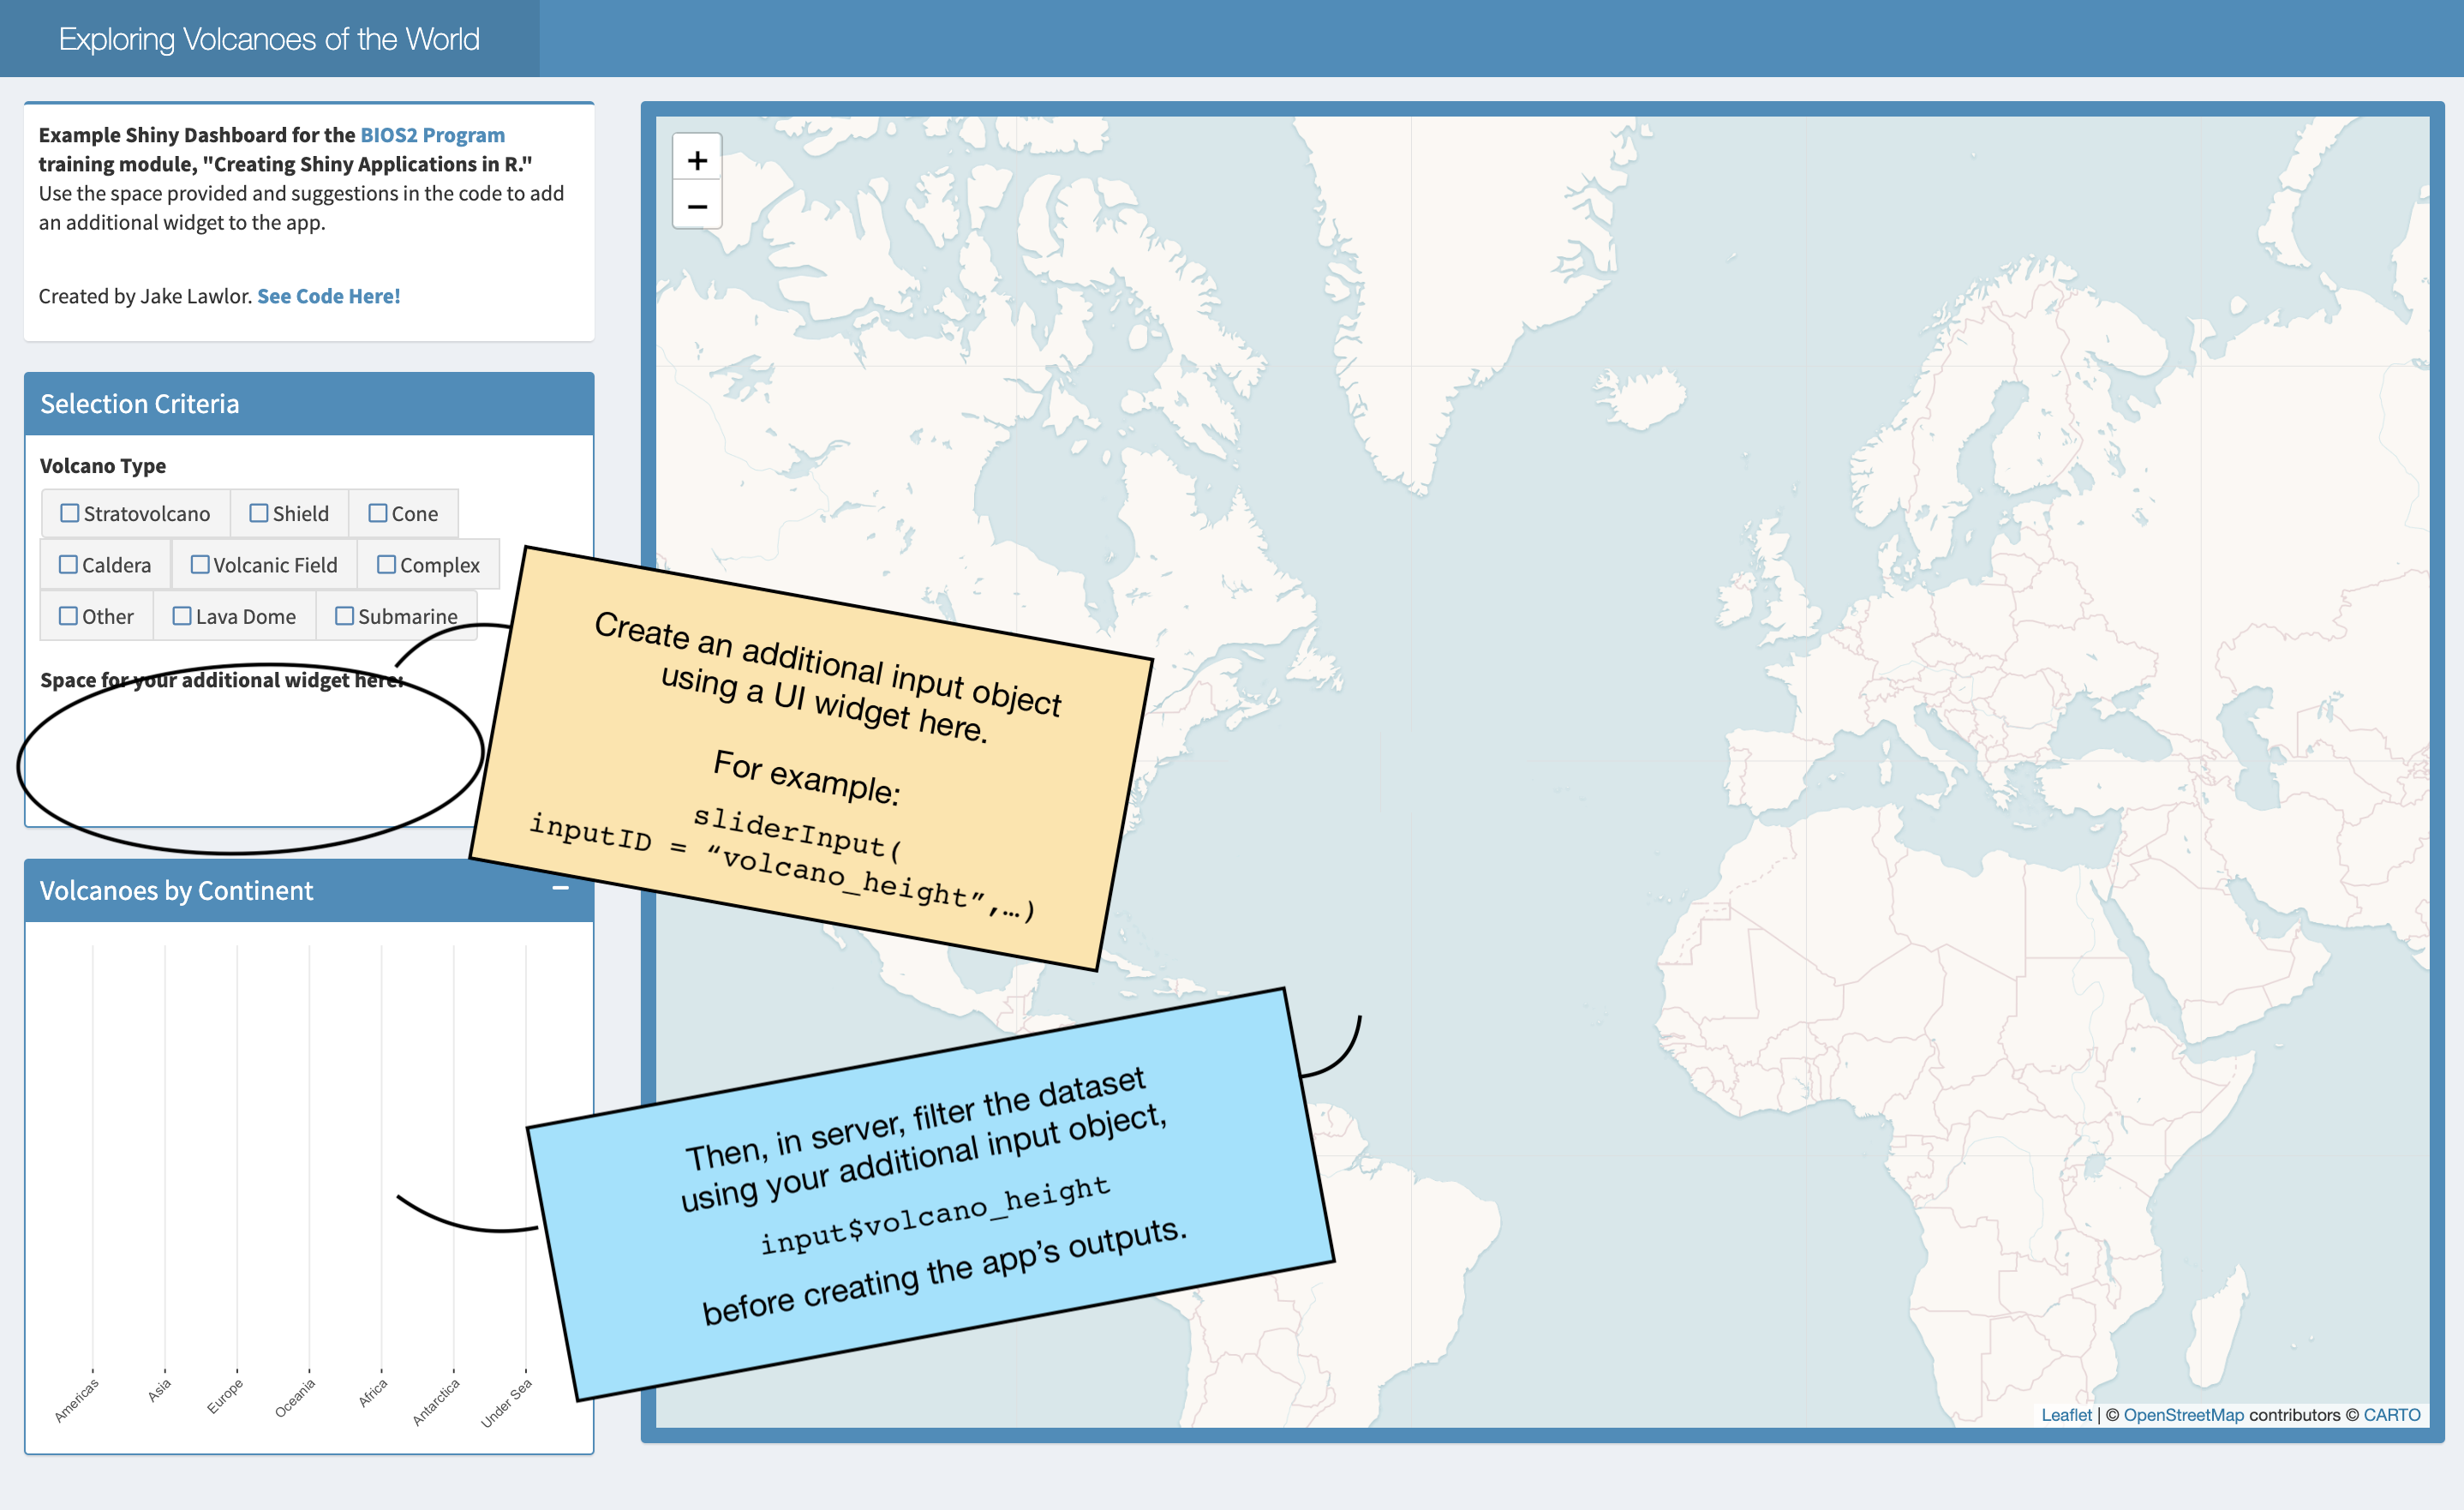 Exploring Volcanoes of the World
Example Shiny Dashboard for the BIOS2 Program
training module, "Creating Shiny Applications in R."
Use the space provided and suggestions in the code to add
an additional widget to the app.
Created by Jake Lawlor. See Code Here!
Selection Criteria
Volcano Type
Stratovolcano Shield Cone
Caldera Volcanic Field Complex
Other Lava Dome Submarine
Space for your additional widget here:
Volcanoes by Continent
Americas Asia Europe Oceania Africa Antarctica Under Sea
+
−
Create an additional input object
using a UI widget here.
For example:
sliderInput(
inputID = “volcano_height”,…)
Then, in server, filter the dataset
using your additional input object,
input$volcano_height
before creating the app’s outputs.
Leaflet | © OpenStreetMap contributors © CARTO